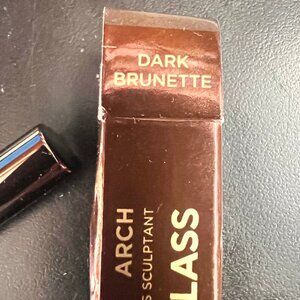 DARK
BRUNETTE
ARCH
S SCULPTANT
LASS